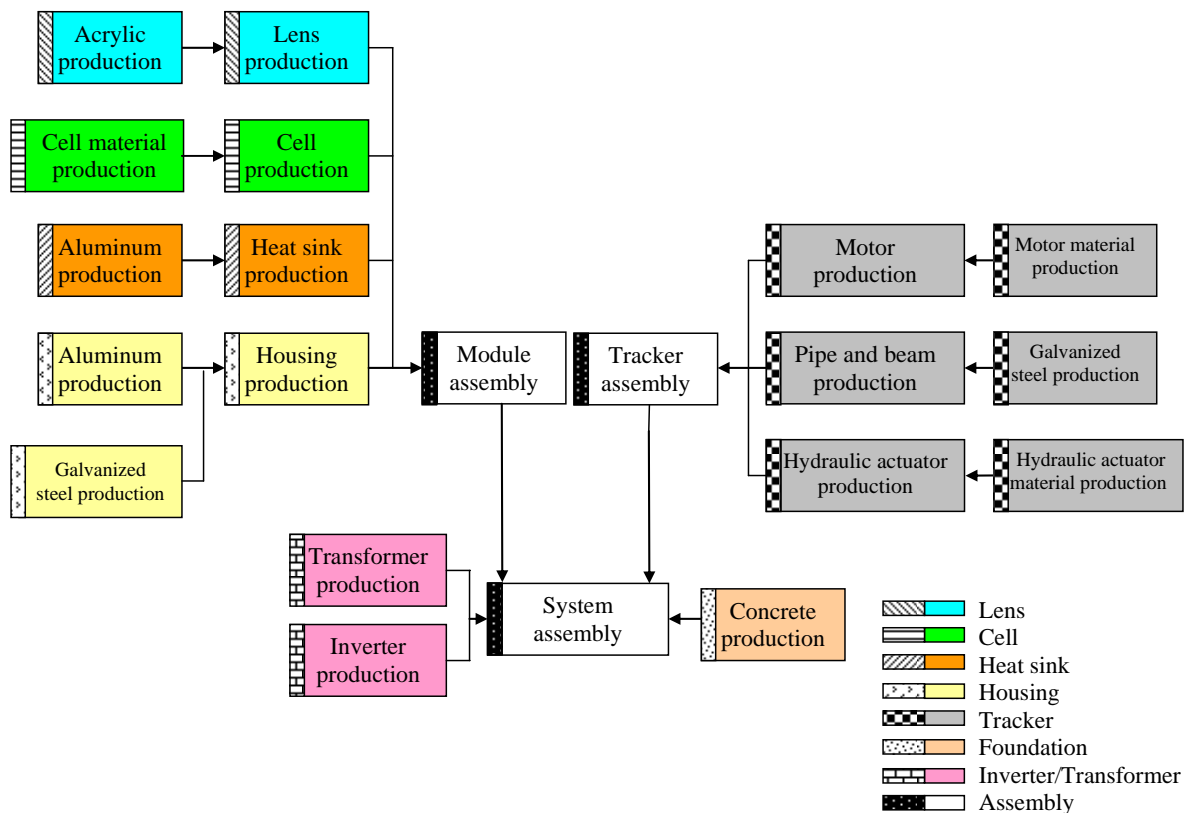 Acrylic
production
Lens
production
Cell material
production
Cell
production
Aluminum
production
Heat sink
production
Motor
production
Motor material
production
Aluminum
production
Housing
production
Module
assembly
Tracker
assembly
Pipe and beam
production
Galvanized
steel production
Galvanized
steel production
Hydraulic actuator
production
Hydraulic actuator
material production
Transformer
production
Inverter
production
System
assembly
Concrete
production
Lens
Cell
Heat sink
Housing
Tracker
Foundation
Inverter/Transformer
Assembly